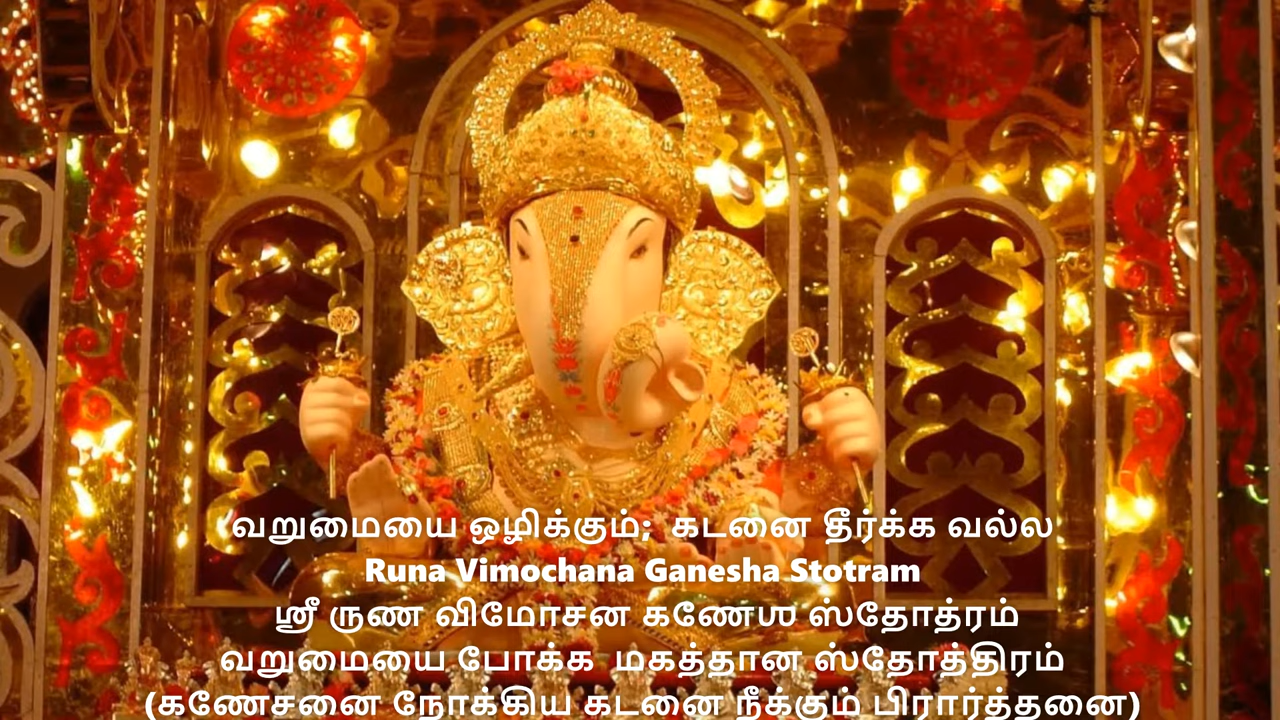 வறுமையை ஒழிக்கும்; கடனை தீர்க்க வல்ல
Runa Vimochana Ganesha Stotram
ஸ்ரீ ருண விமோசன கணேஶ ஸ்தோத்ரம்
வறுமையை போக்க மகத்தான ஸ்தோத்திரம்
(கணேசனை நோக்கிய கடனை நீக்கும் பிரார்த்தனை)